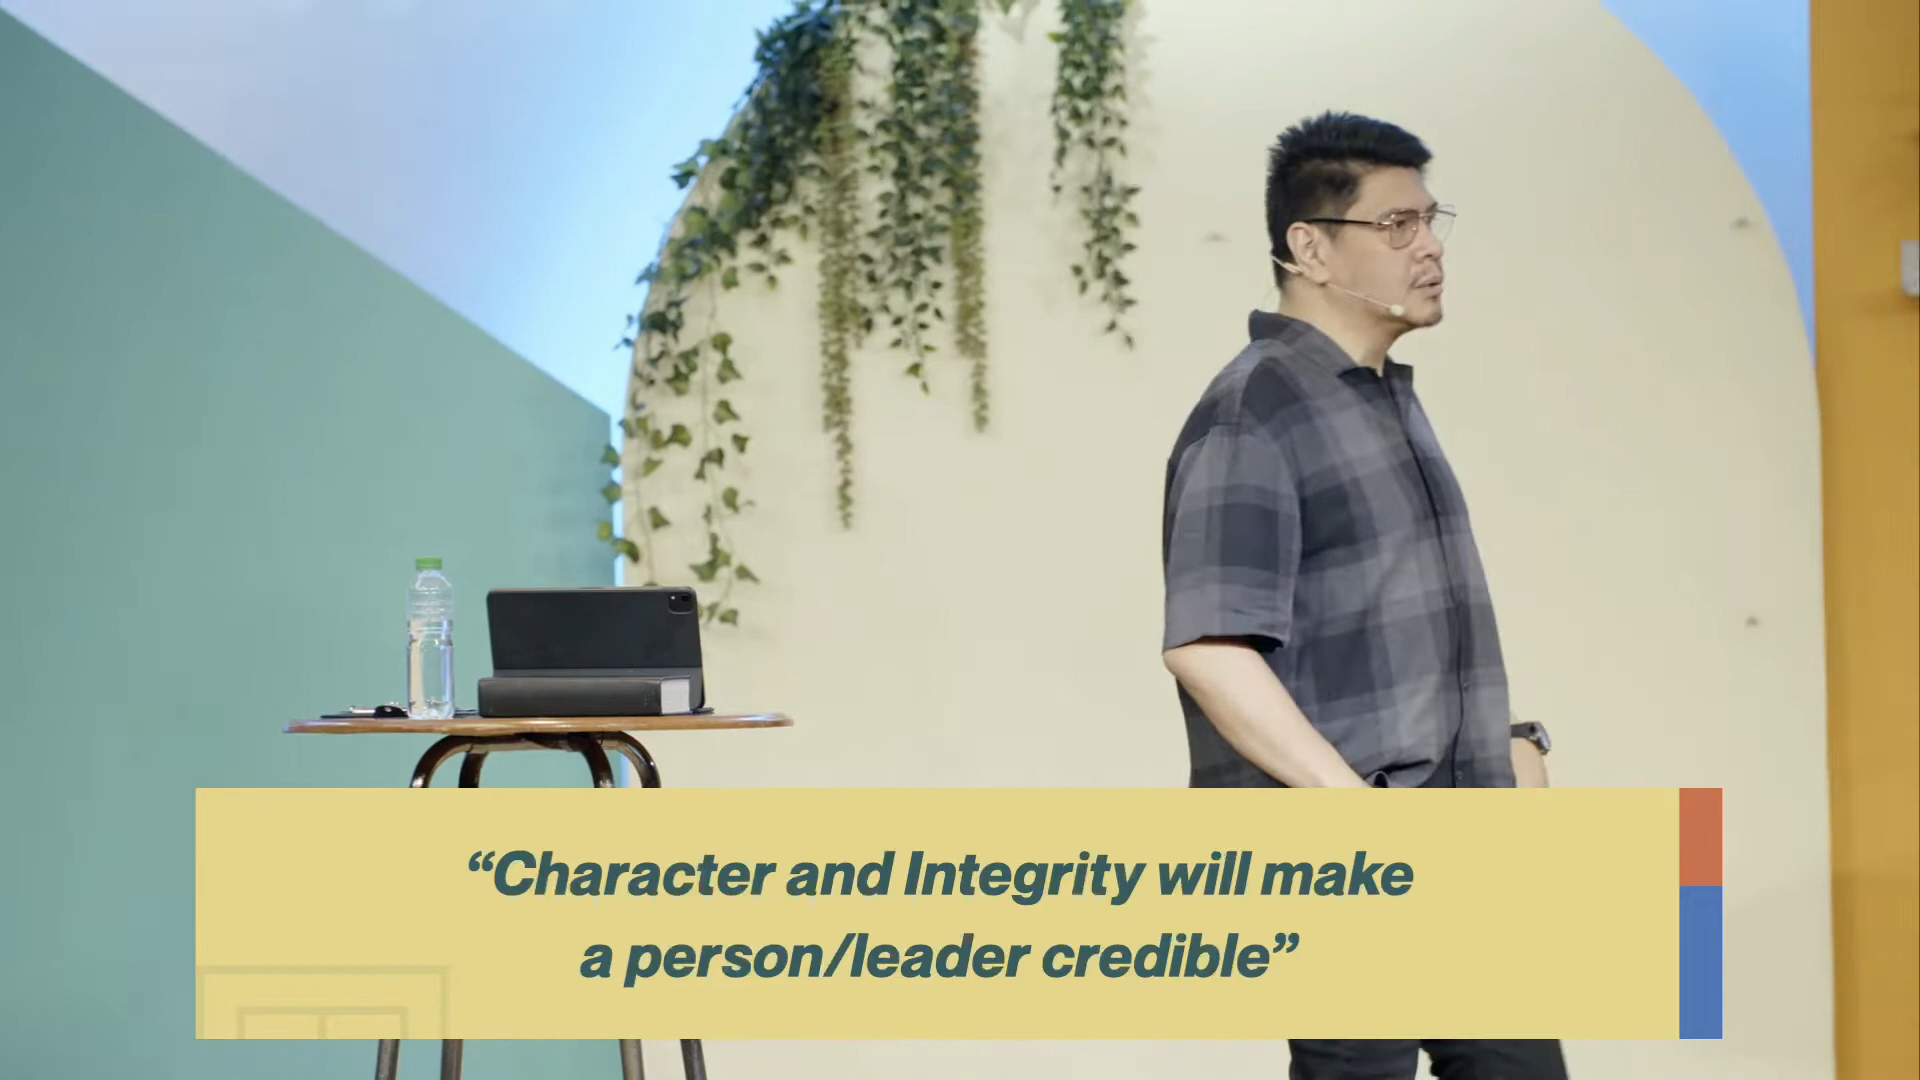 “Character and Integrity will make
a person/leader credible”